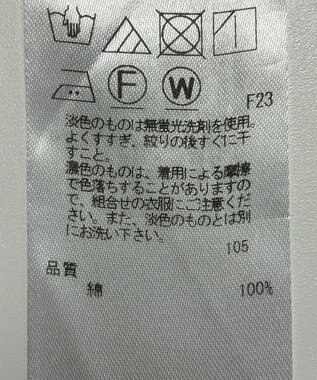 F W F23
淡色のものは無蛍光洗剤を使用。
よくすすぎ、絞りの後すぐに干
すこと。
濃色のものは、着用による摩擦
で色落ちすることがありますの
で、組合せの衣服にご注意くだ
さい。また、淡色のものとは別
にお洗い下さい。
105
品質
綿 100%